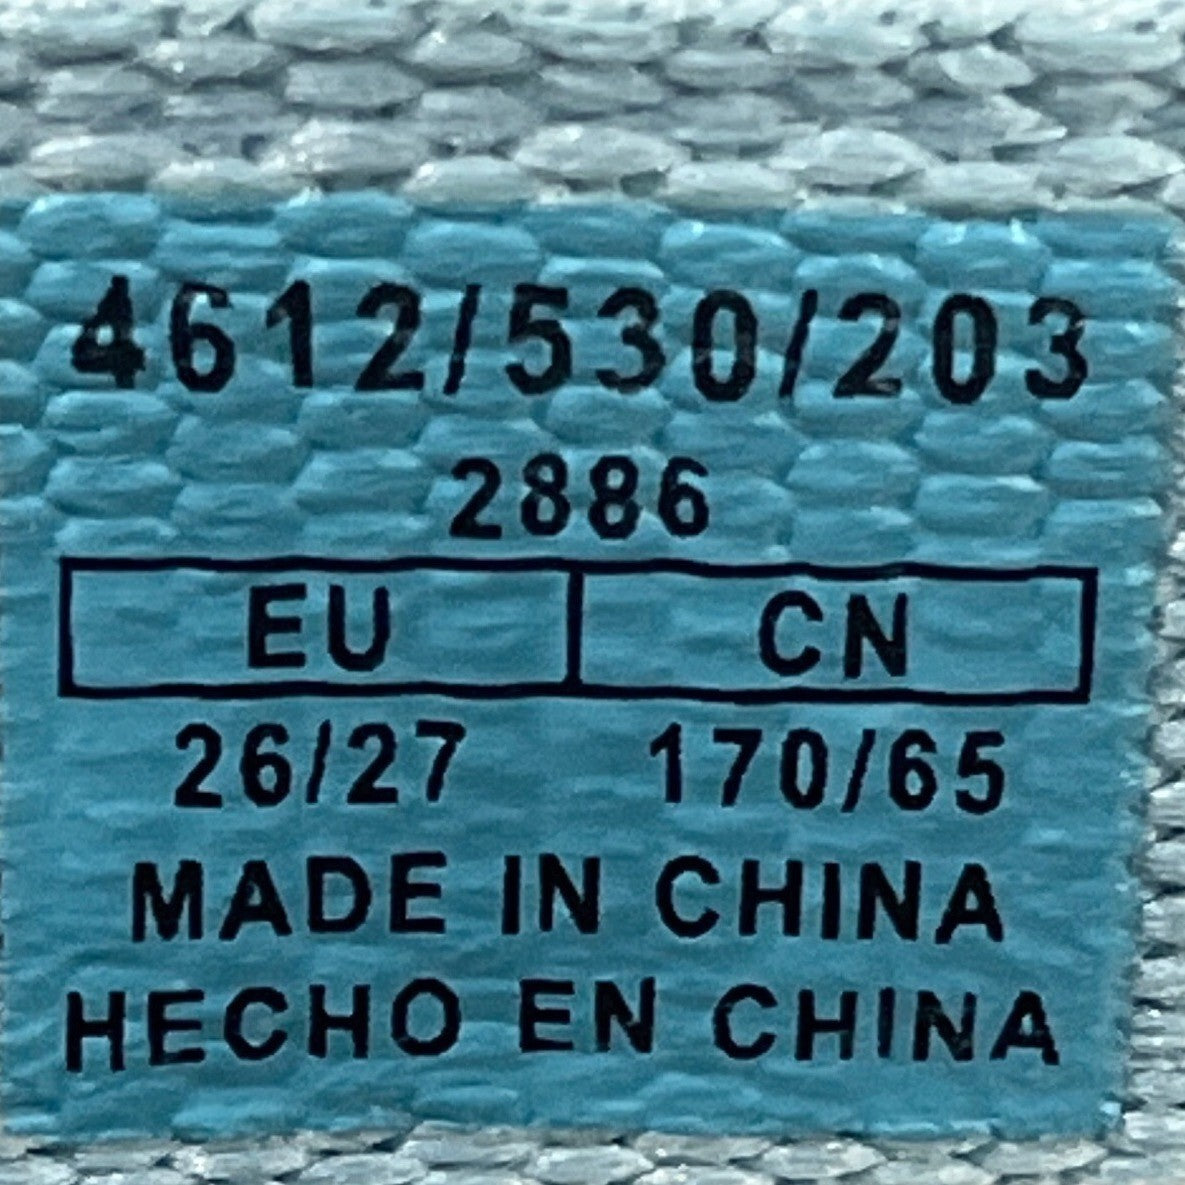 4612/530/203
2886
EU CN
26/27 170/65
MADE IN CHINA
HECHO EN CHINA